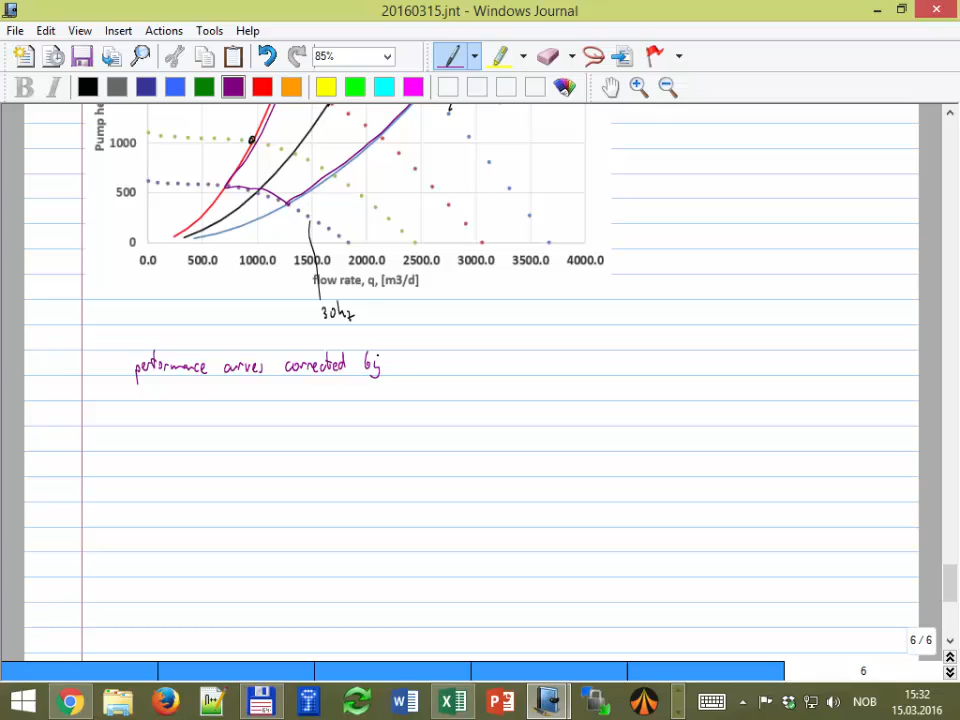 20160315.jnt - Windows Journal
File Edit View Insert Actions Tools Help
85%
B I
Pump he
1000
500
0
0.0 500.0 1000.0 1500.0 2000.0 2500.0 3000.0 3500.0 4000.0
flow rate, q, [m3/d]
30hz
performance curves corrected by
6 / 6
6
NOB
15:32
15.03.2016